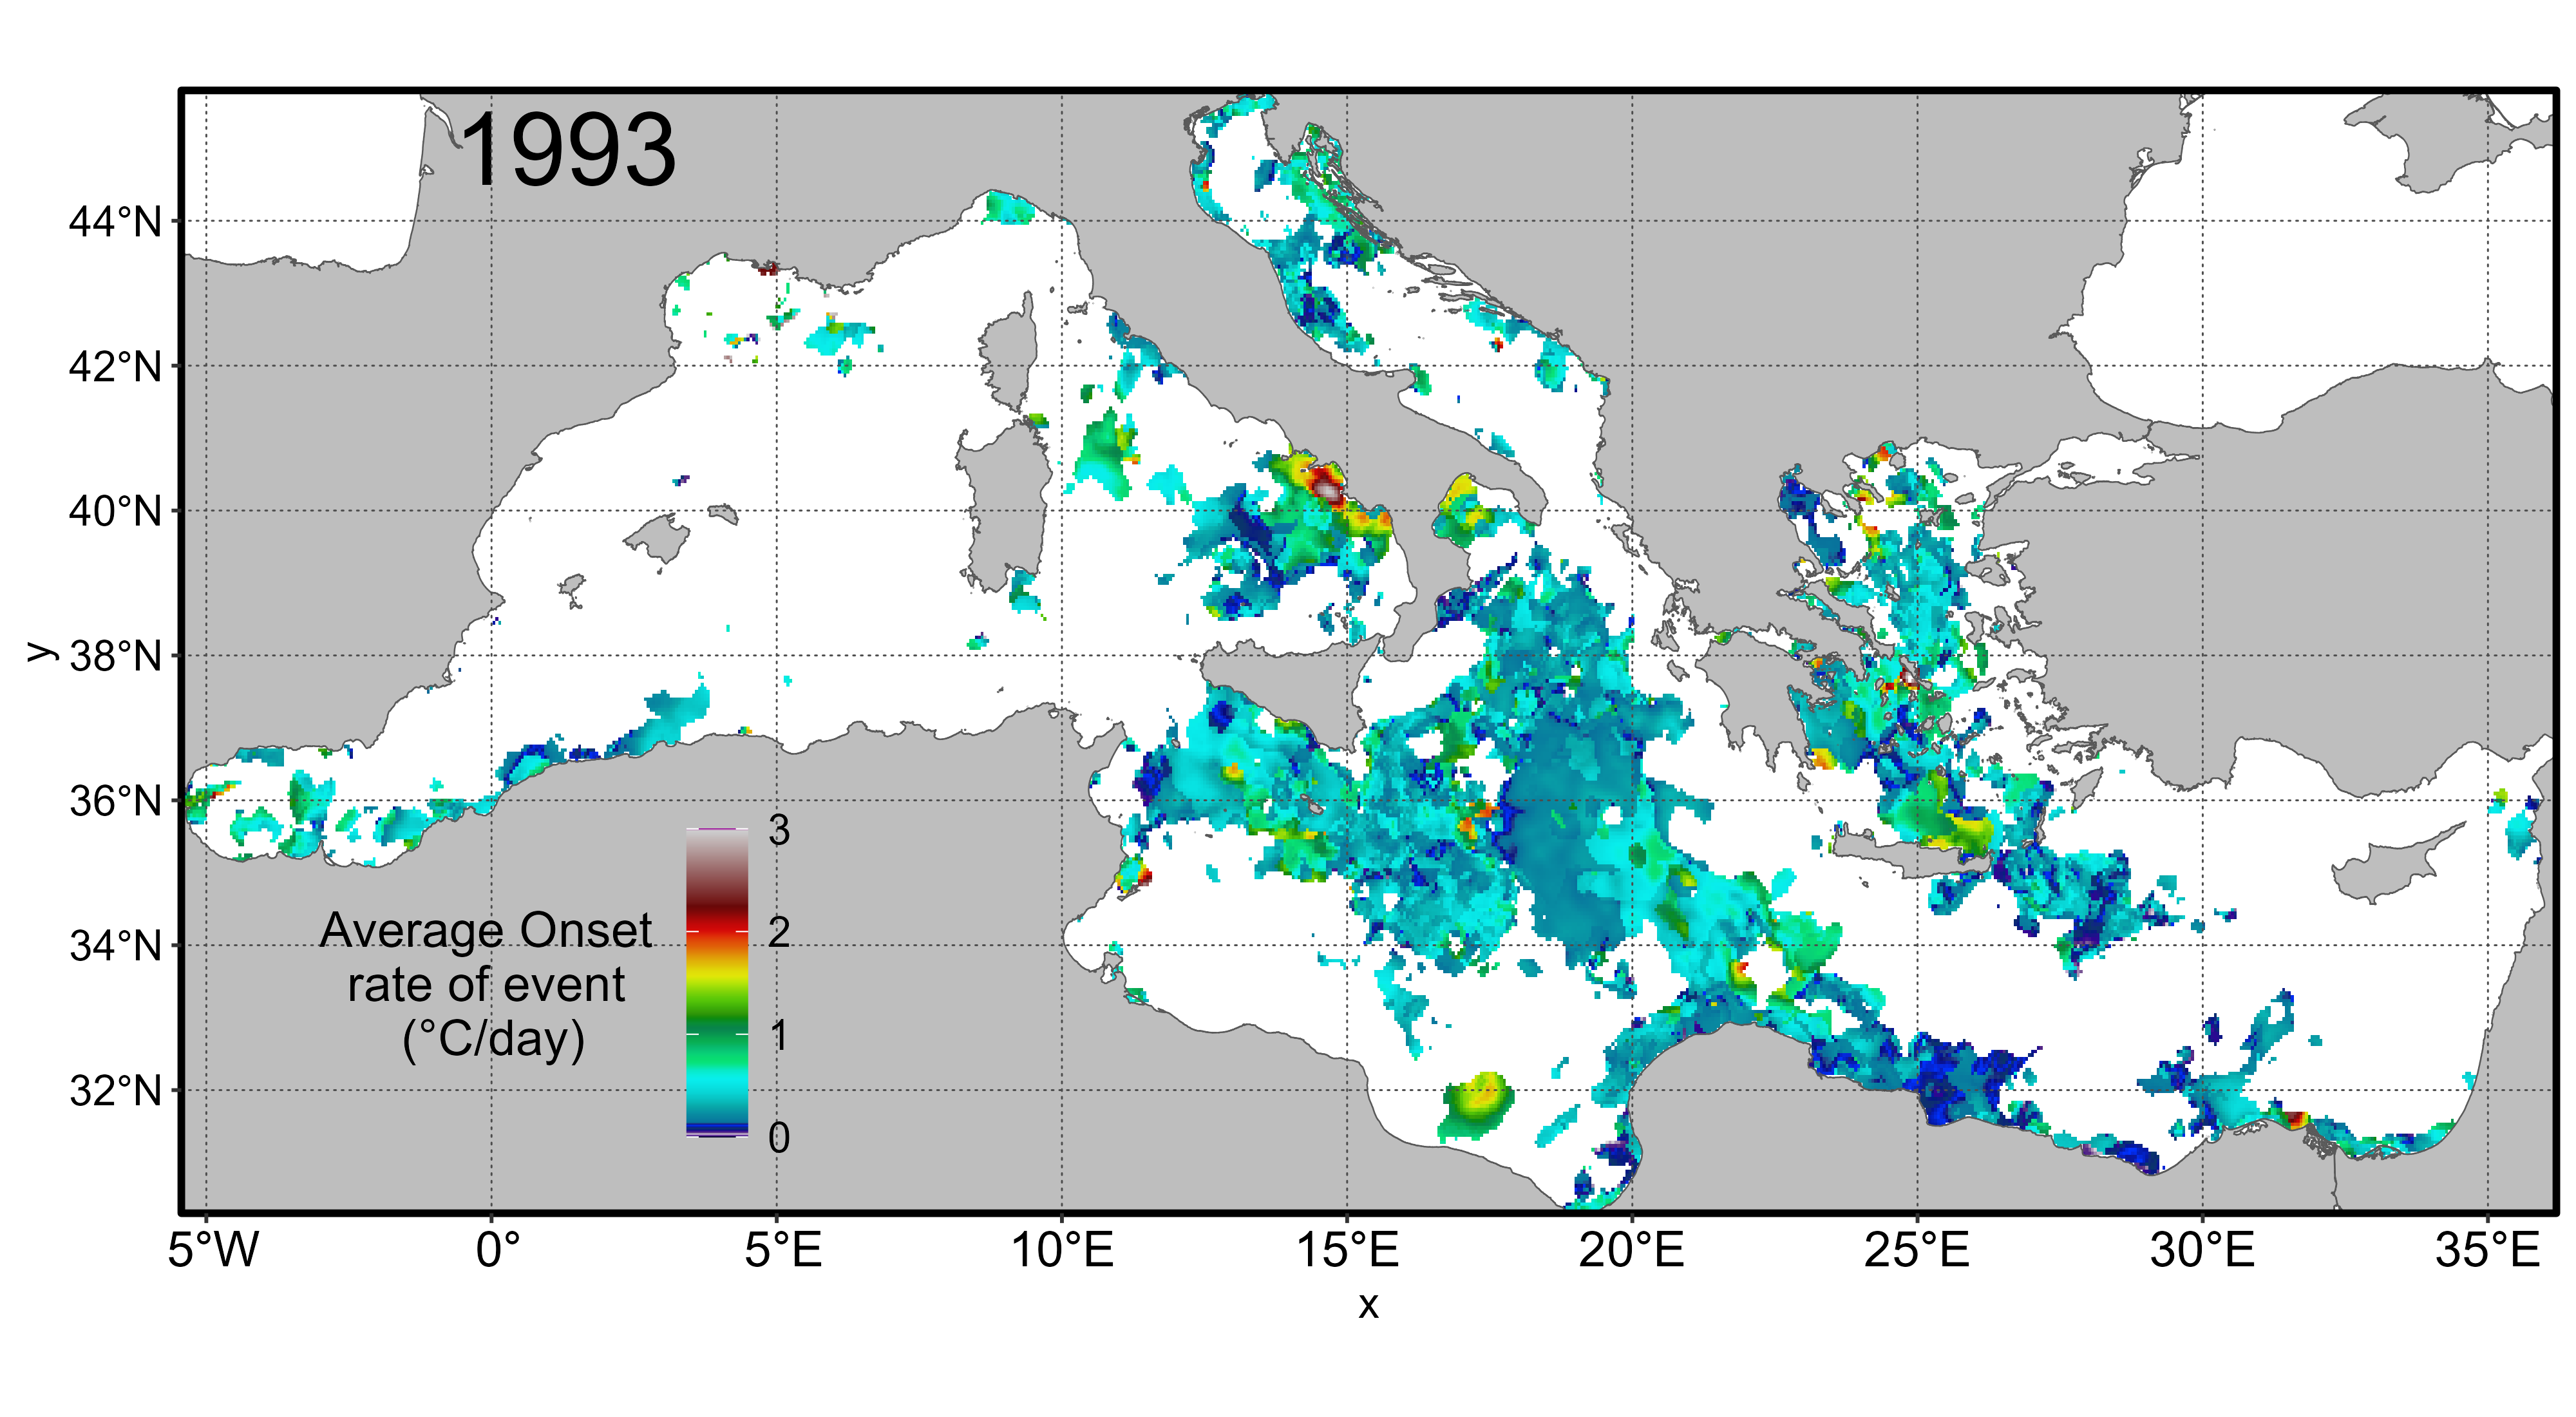 1993
44°N
42°N
40°N
38°N
36°N
34°N
32°N
y
Average Onset
rate of event
(°C/day)
3
2
1
0
5°W 0° 5°E 10°E 15°E 20°E 25°E 30°E 35°E
x